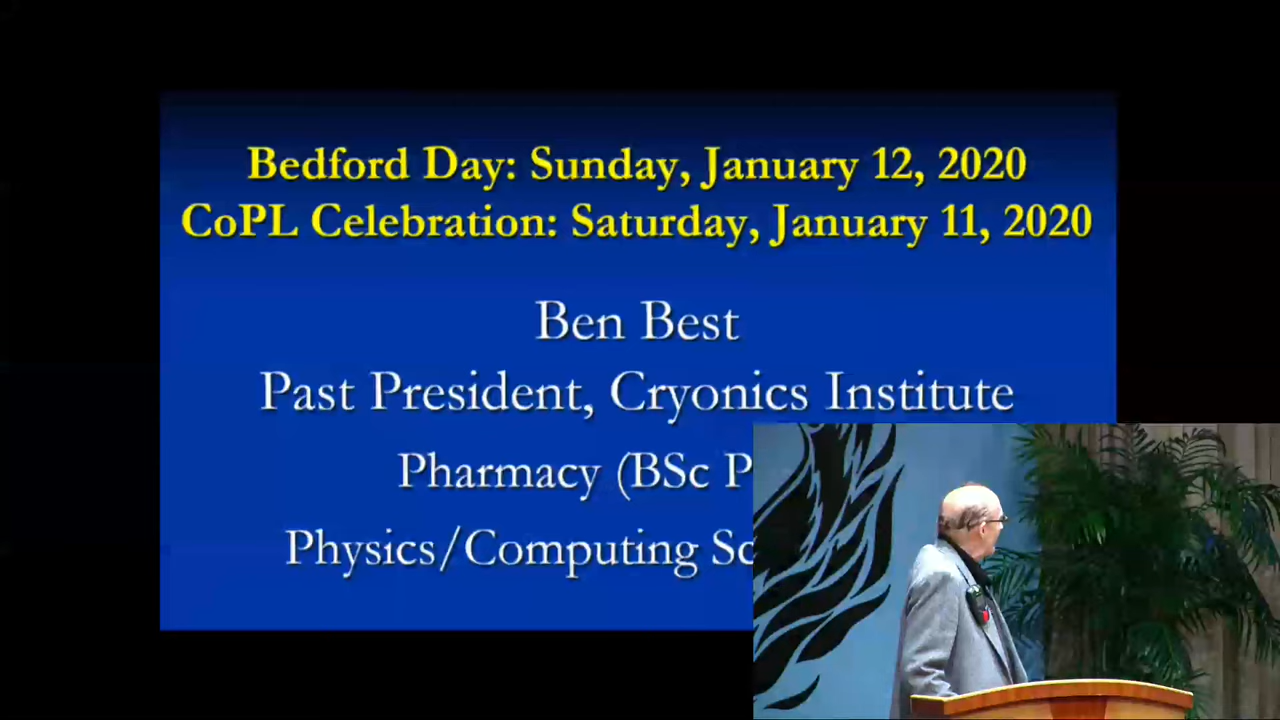 Bedford Day: Sunday, January 12, 2020
CoPL Celebration: Saturday, January 11, 2020
Ben Best
Past President, Cryonics Institute
Pharmacy (BSc
Physics/Computing